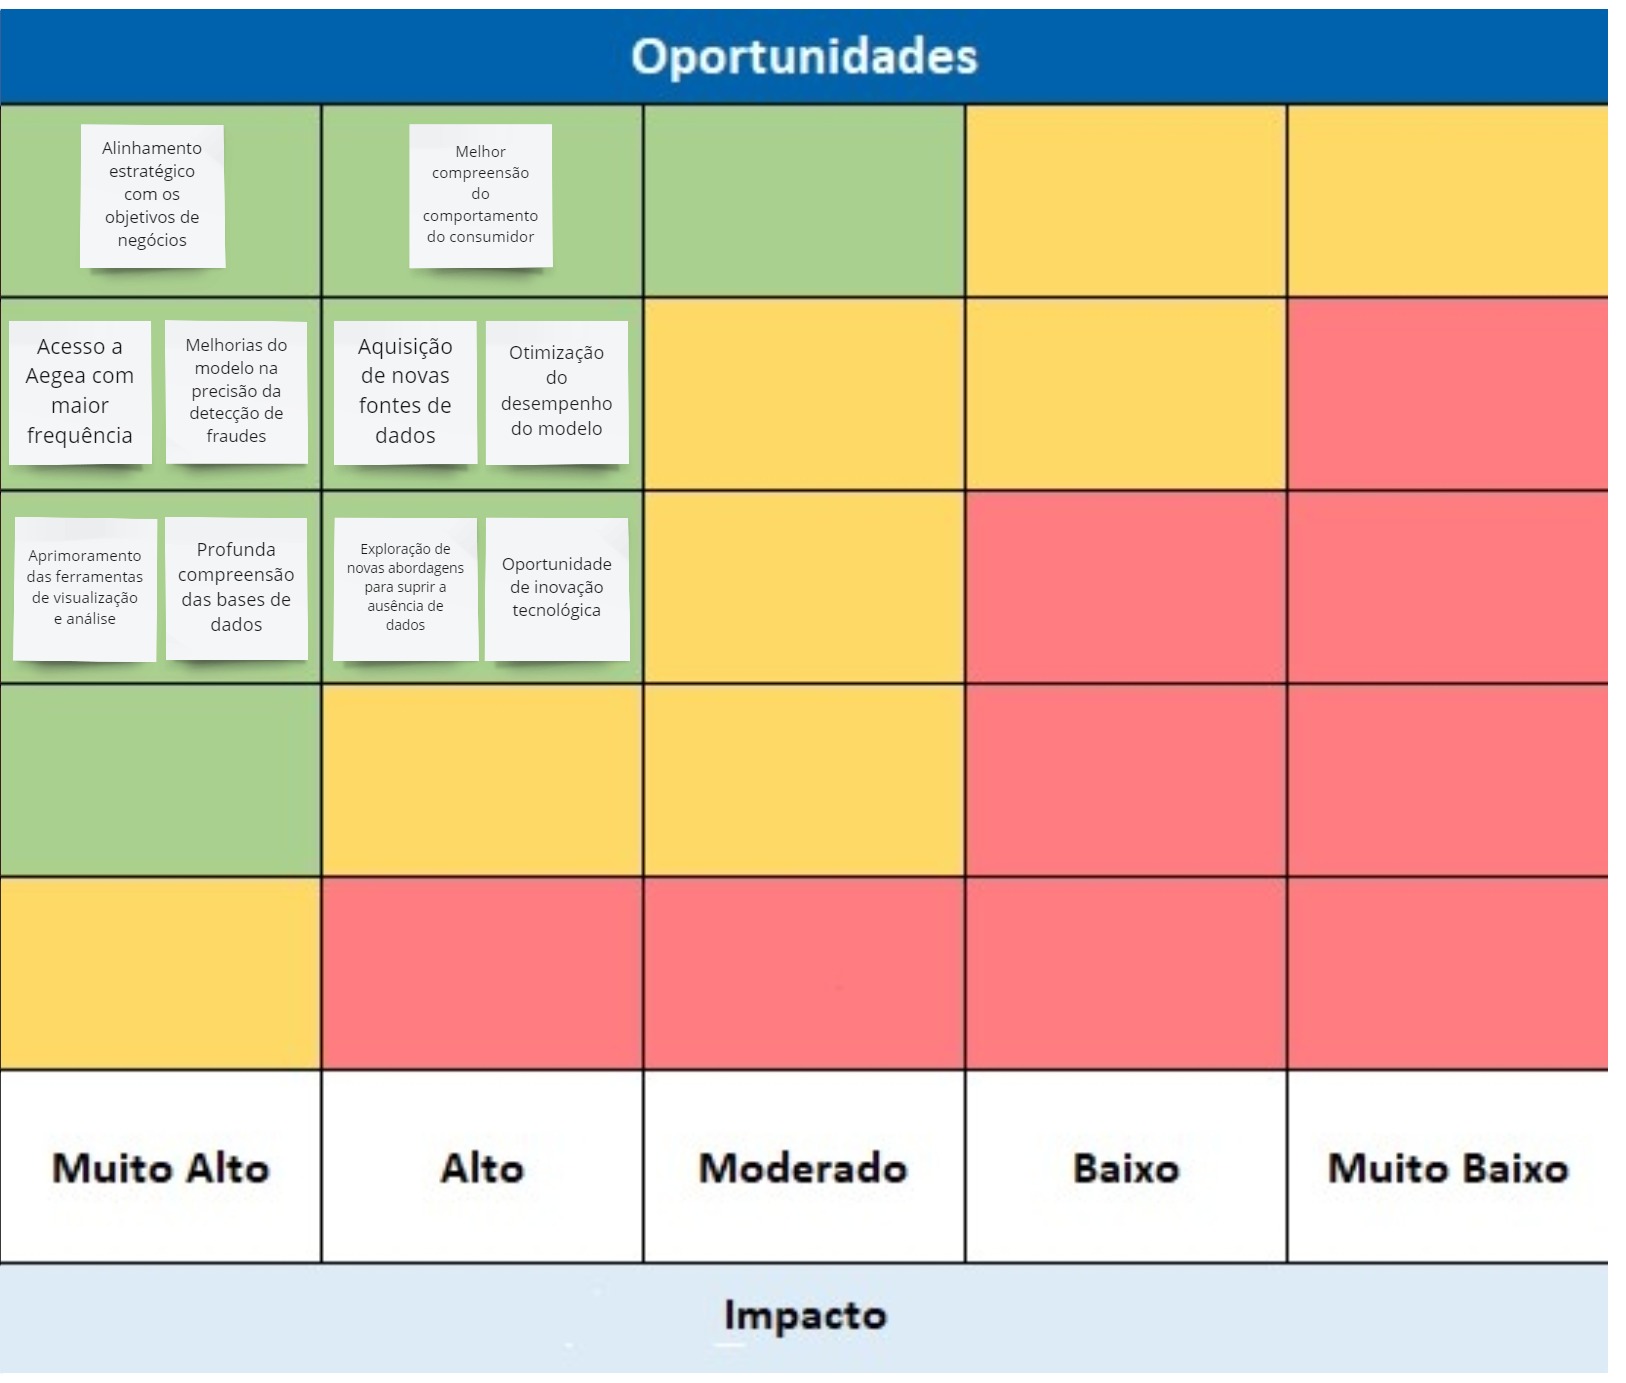 Oportunidades
Alinhamento
estratégico
com os
objetivos de
negócios
Melhor
compreensão
do
comportamento
do consumidor
Acesso a
Aegea com
maior
frequência
Melhorias do
modelo na
precisão da
detecção de
fraudes
Aquisição
de novas
fontes de
dados
Otimização
do
desempenho
do modelo
Aprimoramento
das ferramentas
de visualização
e análise
Profunda
compreensão
das bases de
dados
Exploração de
novas abordagens
para suprir a
ausência de
dados
Oportunidade
de inovação
tecnológica
Muito Alto
Alto
Moderado
Baixo
Muito Baixo
Impacto